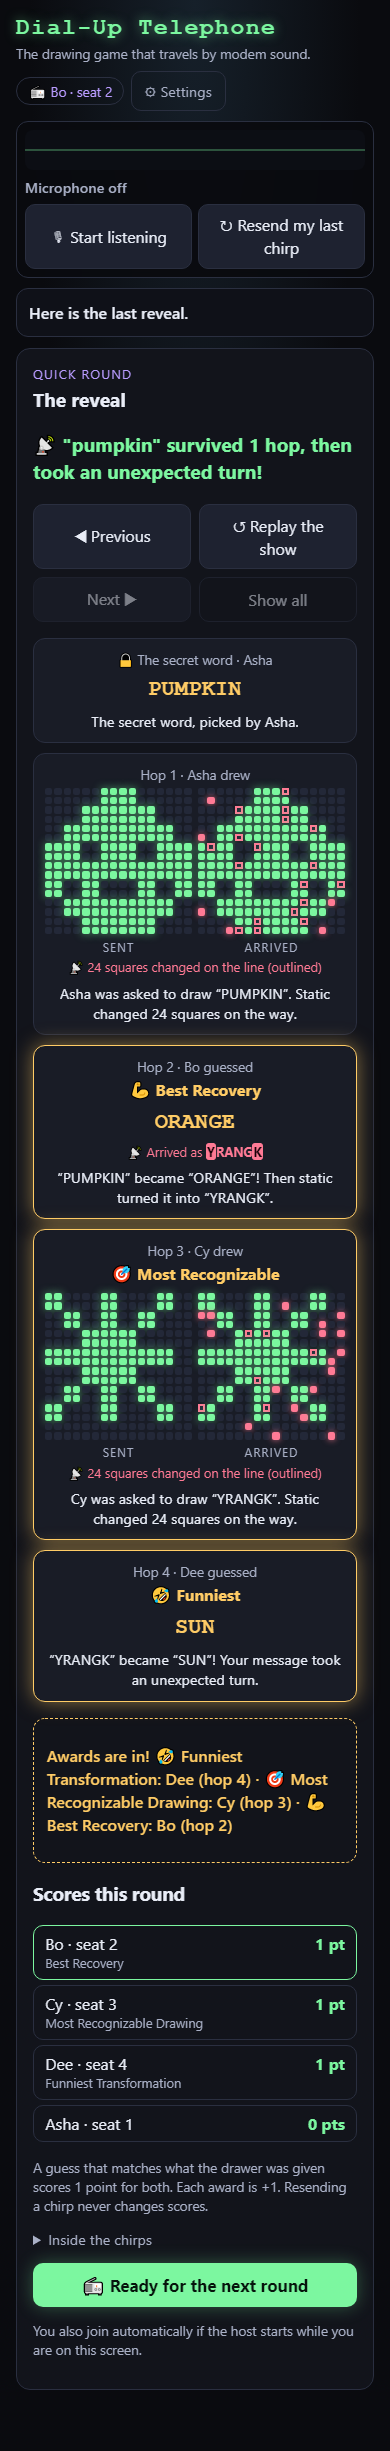 Dial-Up Telephone
The drawing game that travels by modem sound.
📻 Bo · seat 2
⚙ Settings
Microphone off
🎙 Start listening
↻ Resend my last
chirp
Here is the last reveal.
QUICK ROUND
The reveal
📡 "pumpkin" survived 1 hop, then
took an unexpected turn!
◀ Previous
↺ Replay the
show
Next ▶
Show all
🔒 The secret word · Asha
PUMPKIN
The secret word, picked by Asha.
Hop 1 · Asha drew
SENT
ARRIVED
📡 24 squares changed on the line (outlined)
Asha was asked to draw “PUMPKIN”. Static
changed 24 squares on the way.
Hop 2 · Bo guessed
💪 Best Recovery
ORANGE
📡 Arrived as YRANGK
“PUMPKIN” became “ORANGE”! Then static
turned it into “YRANGK”.
Hop 3 · Cy drew
🎯 Most Recognizable
SENT
ARRIVED
📡 24 squares changed on the line (outlined)
Cy was asked to draw “YRANGK”. Static
changed 24 squares on the way.
Hop 4 · Dee guessed
🤣 Funniest
SUN
“YRANGK” became “SUN”! Your message took
an unexpected turn.
Awards are in! 🤣 Funniest
Transformation: Dee (hop 4) · 🎯 Most
Recognizable Drawing: Cy (hop 3) · 💪
Best Recovery: Bo (hop 2)
Scores this round
Bo · seat 2
1 pt
Best Recovery
Cy · seat 3
1 pt
Most Recognizable Drawing
Dee · seat 4
1 pt
Funniest Transformation
Asha · seat 1
0 pts
A guess that matches what the drawer was given
scores 1 point for both. Each award is +1. Resending
a chirp never changes scores.
▶ Inside the chirps
📻 Ready for the next round
You also join automatically if the host starts while you
are on this screen.